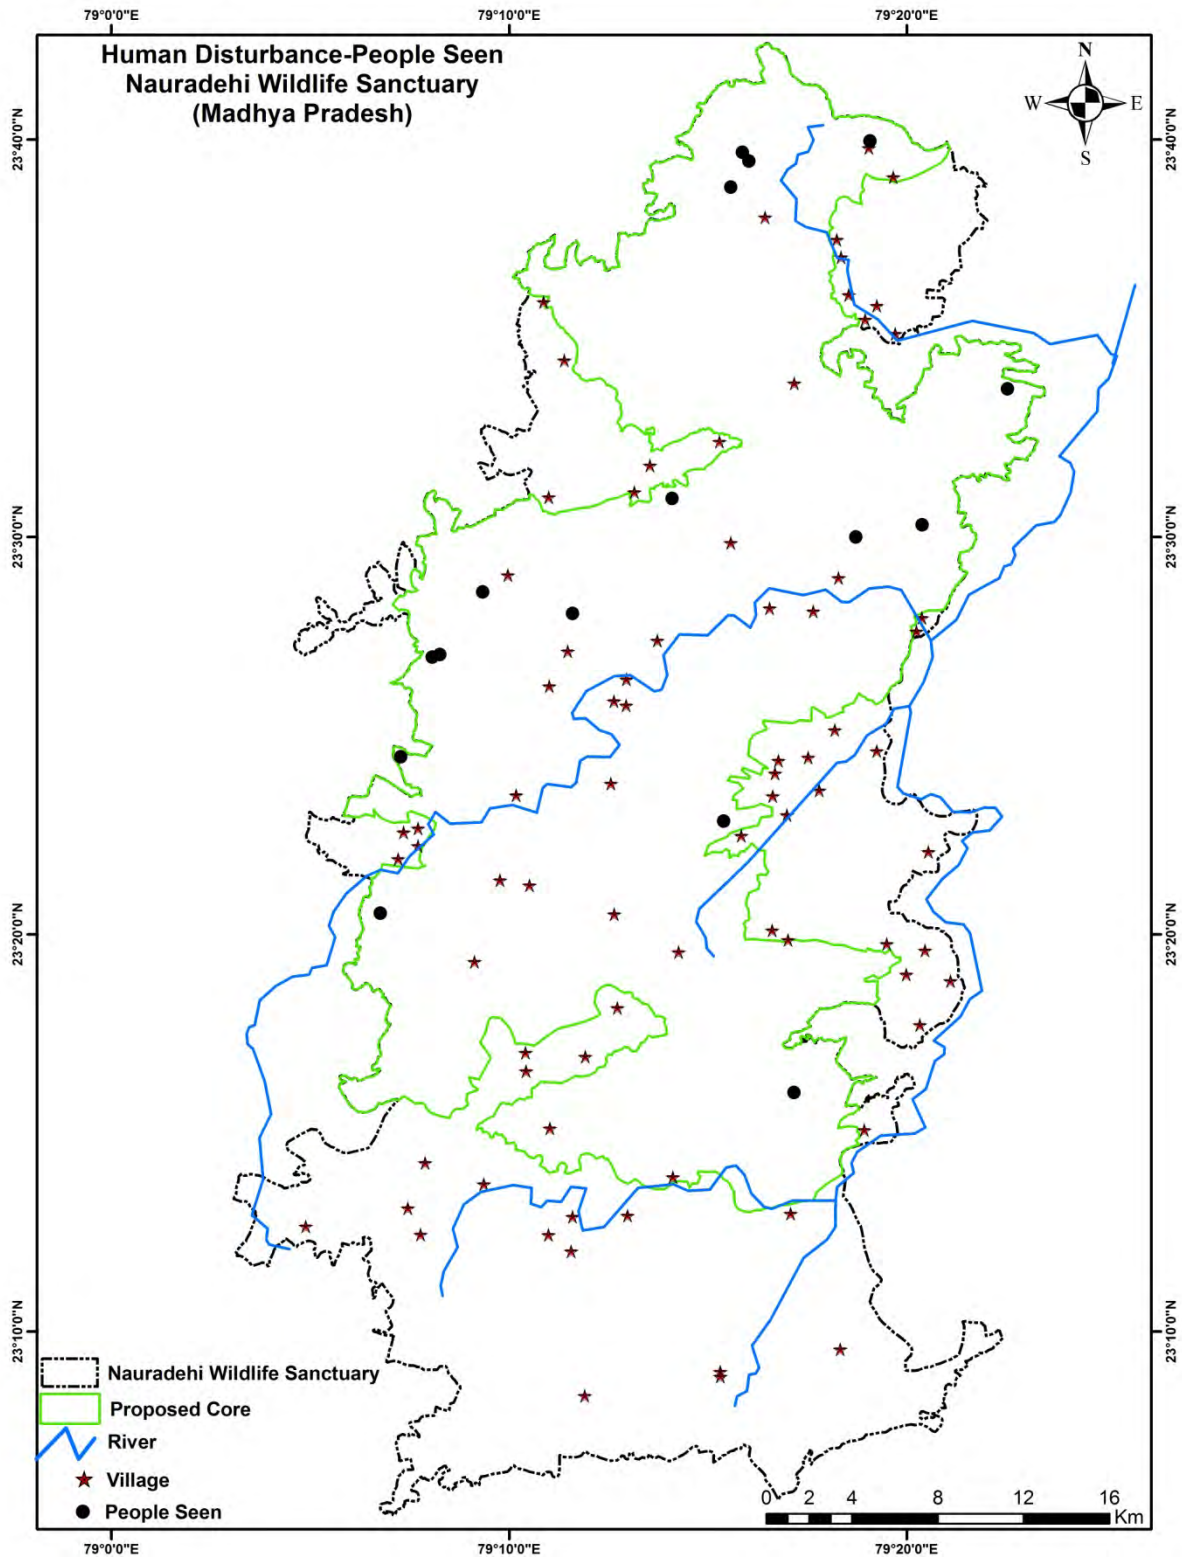 79°0'0"E 79°10'0"E 79°20'0"E
Human Disturbance-People Seen
Nauradehi Wildlife Sanctuary
(Madhya Pradesh)
N
W E
S
23°40'0"N 23°40'0"N
23°30'0"N 23°30'0"N
23°20'0"N 23°20'0"N
23°10'0"N 23°10'0"N
Nauradehi Wildlife Sanctuary
Proposed Core
River
Village
People Seen
0 2 4 8 12 16
Km
79°0'0"E 79°10'0"E 79°20'0"E